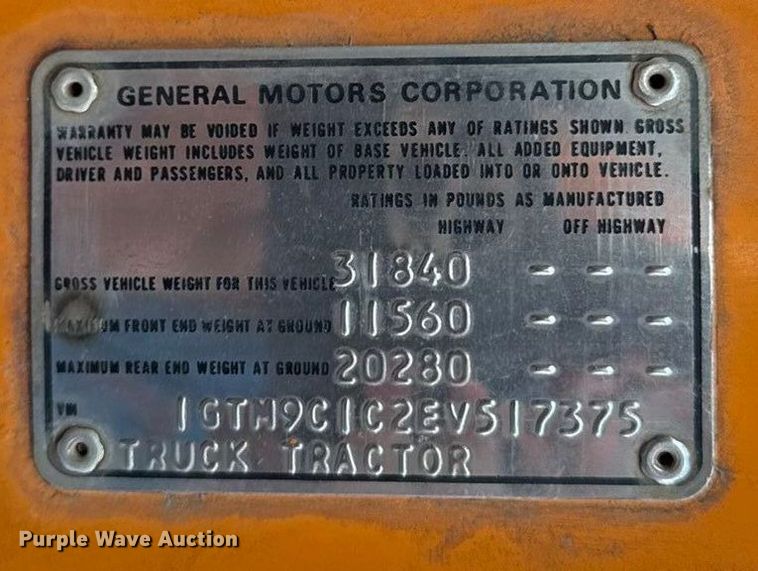 GENERAL MOTORS CORPORATION
WARRANTY MAY BE VOIDED IF WEIGHT EXCEEDS ANY OF RATINGS SHOWN. GROSS
VEHICLE WEIGHT INCLUDES WEIGHT OF BASE VEHICLE. ALL ADDED EQUIPMENT,
DRIVER AND PASSENGERS, AND ALL PROPERTY LOADED INTO OR ONTO VEHICLE.
RATINGS IN POUNDS AS MANUFACTURED
HIGHWAY OFF HIGHWAY
GROSS VEHICLE WEIGHT FOR THIS VEHICLE 31840 - - -
MAXIMUM FRONT END WEIGHT AT GROUND 11560 - - -
MAXIMUM REAR END WEIGHT AT GROUND 20280 - - -
VIN 1GTM9C1C2EV517375
TRUCK TRACTOR
Purple Wave Auction